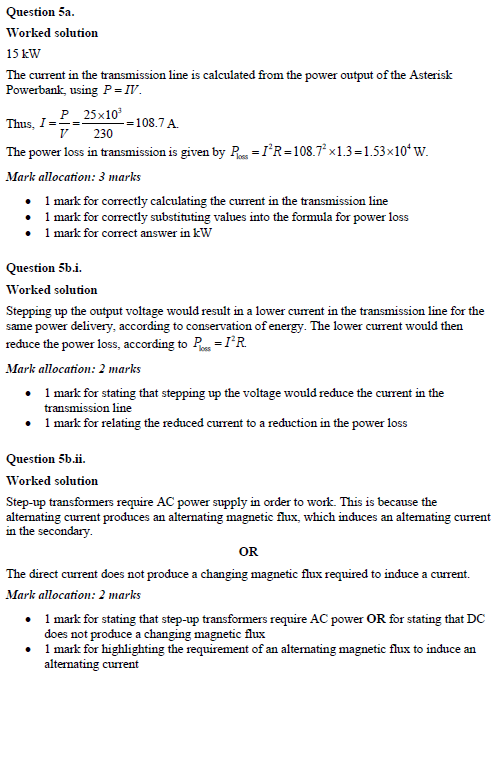 Question 5a.
Worked solution
15 kW
The current in the transmission line is calculated from the power output of the Asterisk
Powerbank, using P = IV.
Thus, I = P/V = 25×10³/230 = 108.7 A.
The power loss in transmission is given by P_loss = I²R = 108.7² × 1.3 = 1.53×10⁴ W.
Mark allocation: 3 marks
• 1 mark for correctly calculating the current in the transmission line
• 1 mark for correctly substituting values into the formula for power loss
• 1 mark for correct answer in kW
Question 5b.i.
Worked solution
Stepping up the output voltage would result in a lower current in the transmission line for the
same power delivery, according to conservation of energy. The lower current would then
reduce the power loss, according to P_loss = I²R.
Mark allocation: 2 marks
• 1 mark for stating that stepping up the voltage would reduce the current in the
transmission line
• 1 mark for relating the reduced current to a reduction in the power loss
Question 5b.ii.
Worked solution
Step-up transformers require AC power supply in order to work. This is because the
alternating current produces an alternating magnetic flux, which induces an alternating current
in the secondary.
OR
The direct current does not produce a changing magnetic flux required to induce a current.
Mark allocation: 2 marks
• 1 mark for stating that step-up transformers require AC power OR for stating that DC
does not produce a changing magnetic flux
• 1 mark for highlighting the requirement of an alternating magnetic flux to induce an
alternating current